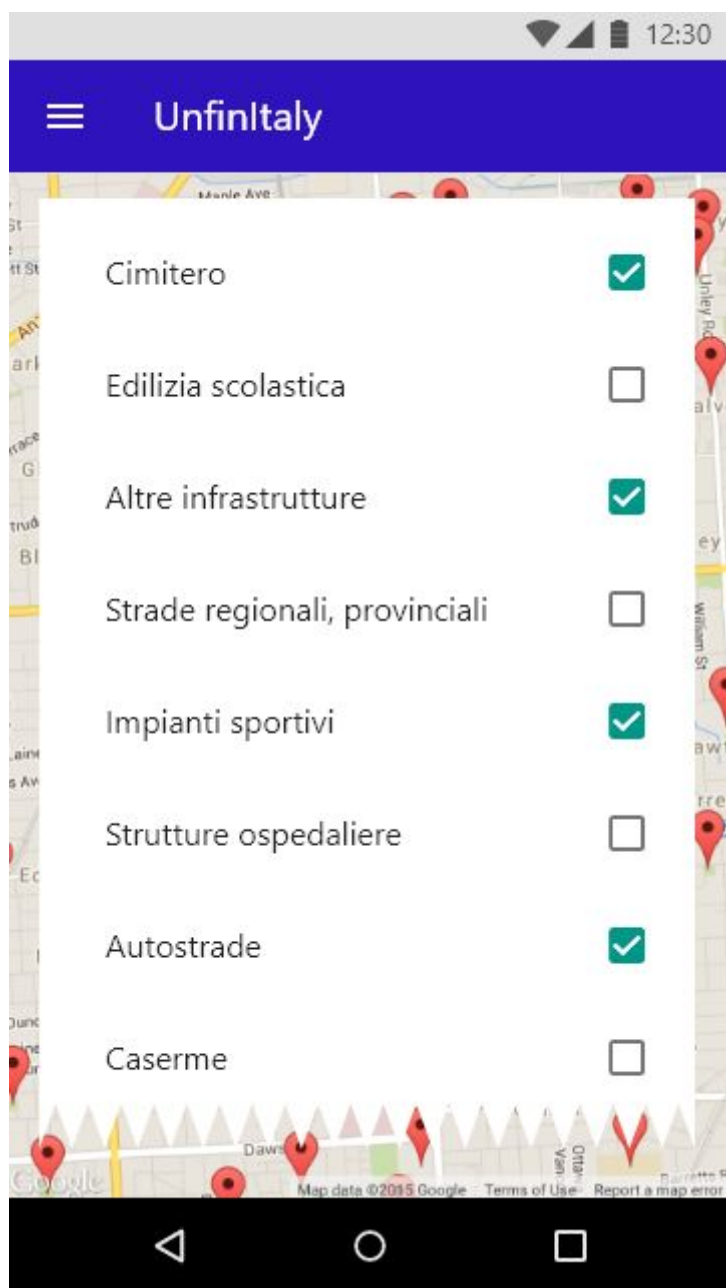 12:30
UnfinItaly
Maple Ave
Cimitero
Unley Rd
Edilizia scolastica
Altre infrastrutture
Strade regionali, provinciali
William St
Impianti sportivi
Strutture ospedaliere
Autostrade
Caserme
Google
Map data ©2015 Google Terms of Use Report a map error